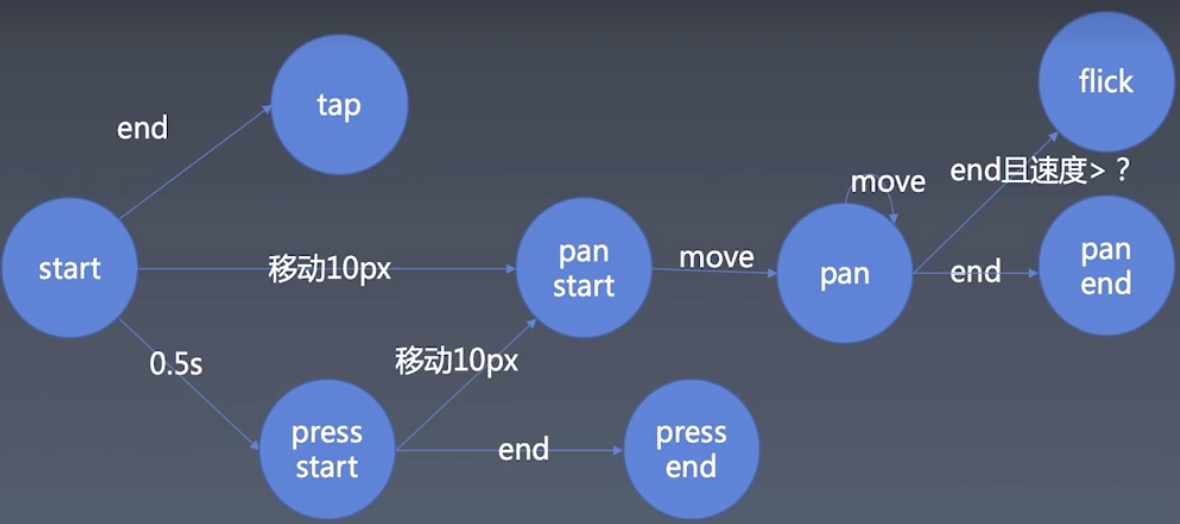 flick
tap
end
end且速度>？
move
start
移动10px
pan
start
move
pan
end
pan
end
0.5s
移动10px
press
start
end
press
end